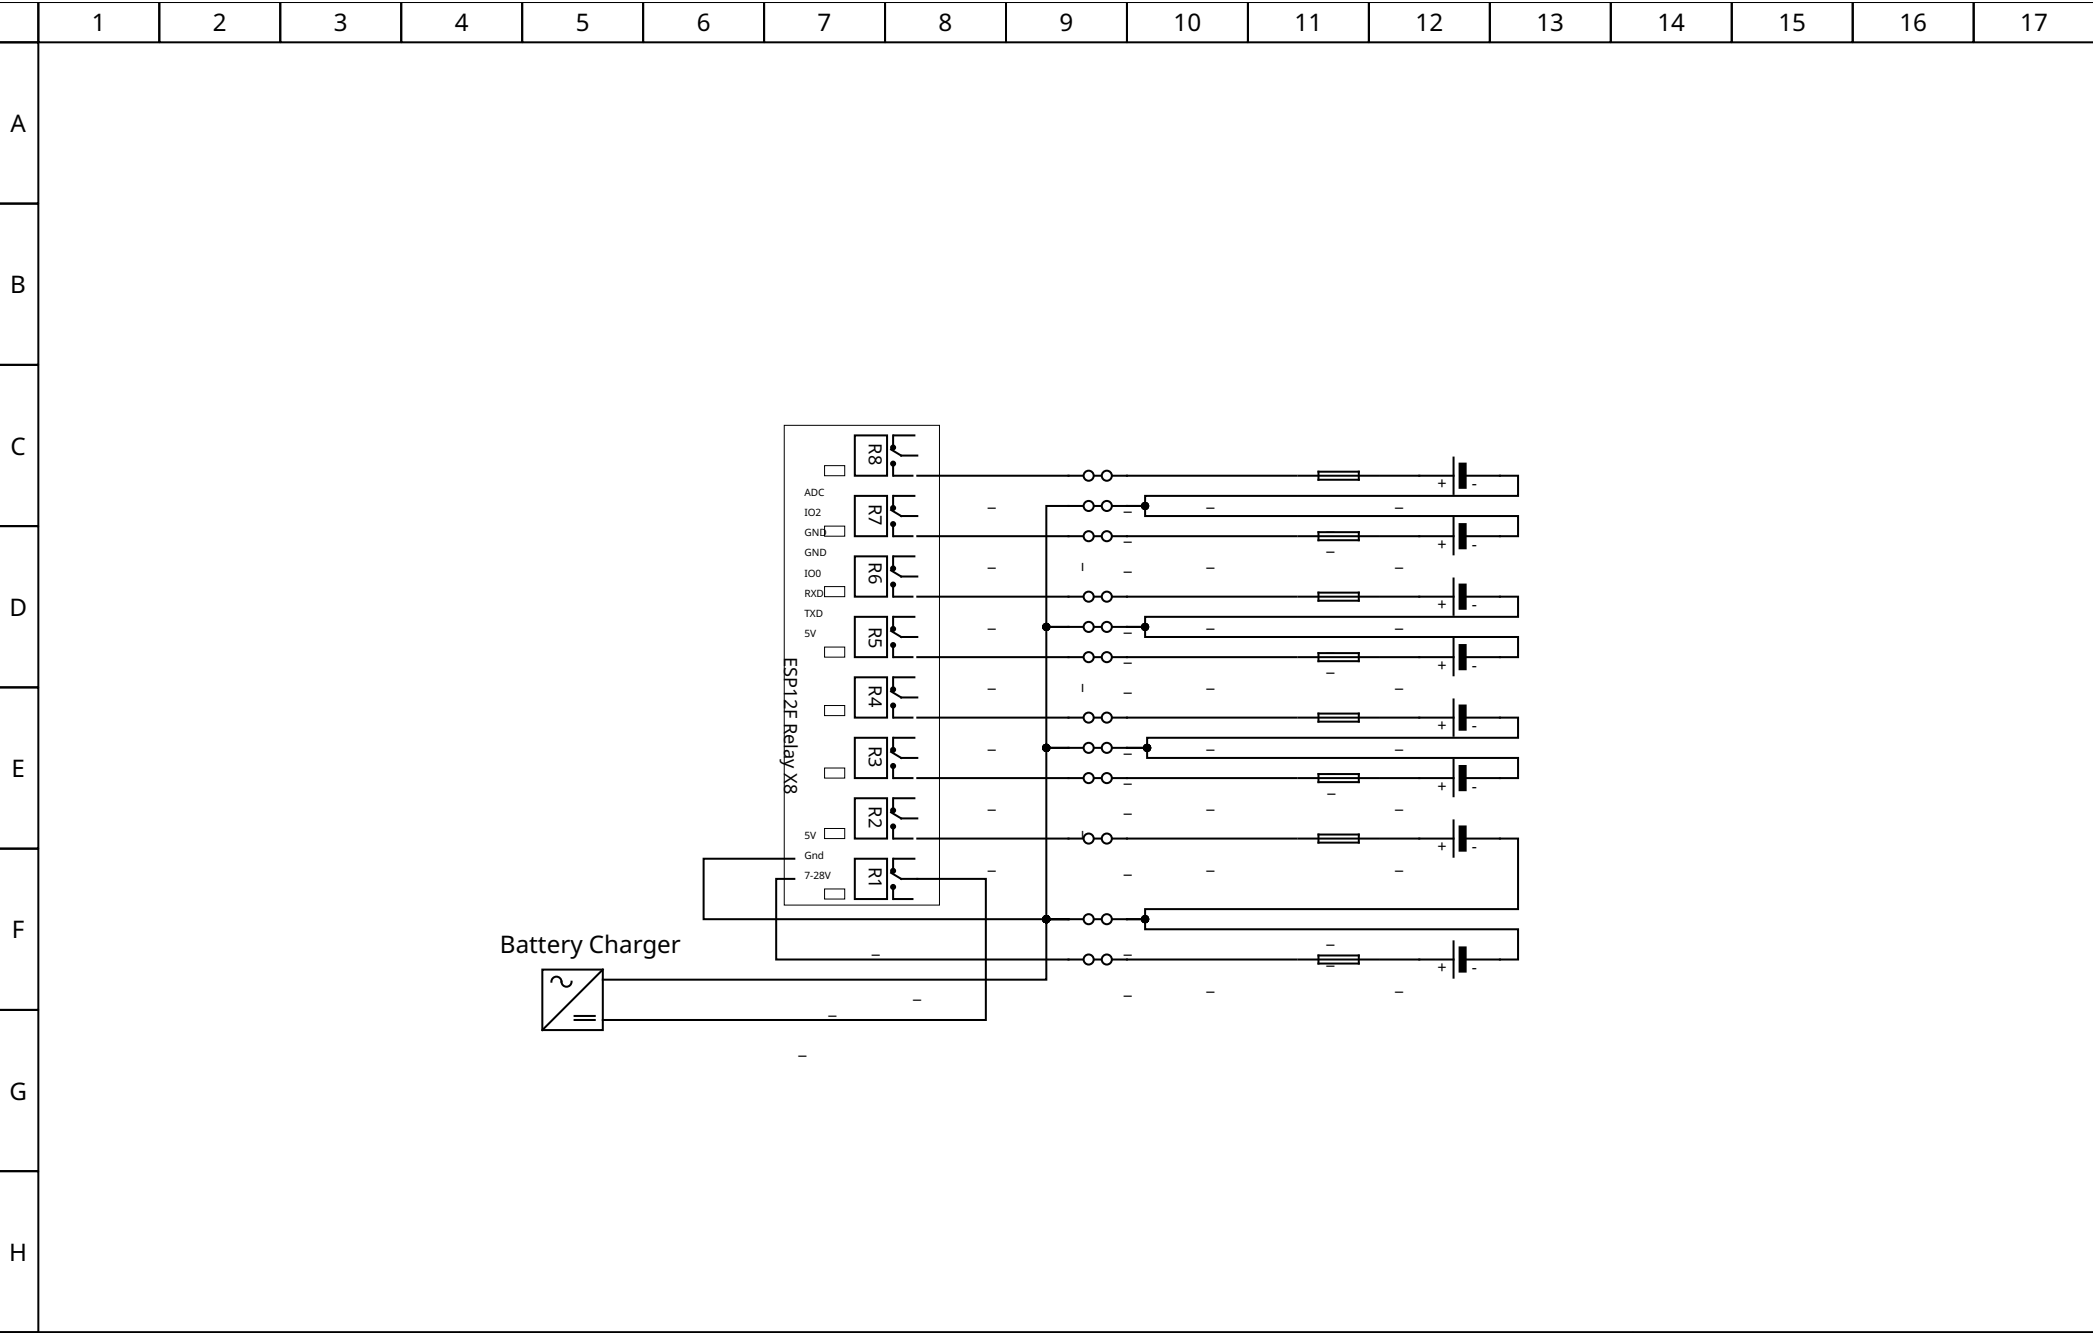 1 2 3 4 5 6 7 8 9 10 11 12 13 14 15 16 17
A
B
C
D
E
F
G
H
R8
ADC
IO2
R7
GND
GND
IO0
R6
RXD
TXD
5V
R5
ESP12F Relay X8
R4
R3
R2
5V
Gnd
7-28V
R1
Battery Charger
+ -
+ -
+ -
+ -
+ -
+ -
+ -
+ -